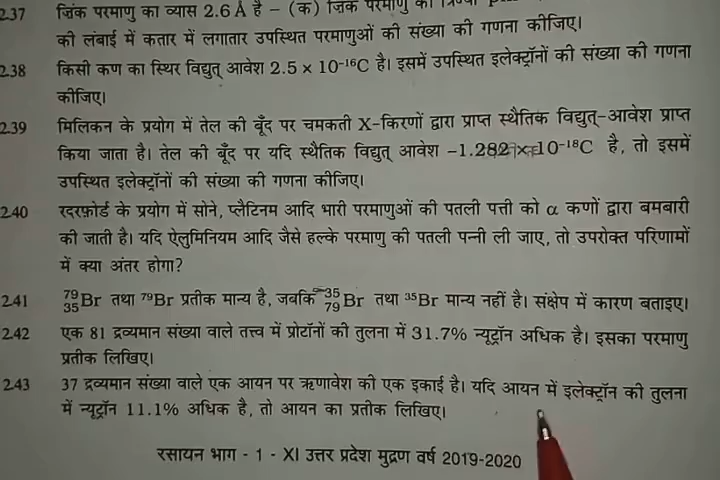 2.37 ज़िंक परमाणु का व्यास 2.6 Å है – (क) ज़िंक परमाणु की
की लंबाई में कतार में लगातार उपस्थित परमाणुओं की संख्या की गणना कीजिए।
2.38 किसी कण का स्थिर विद्युत् आवेश 2.5 × 10⁻¹⁶C है। इसमें उपस्थित इलेक्ट्रॉनों की संख्या की गणना
कीजिए।
2.39 मिलिकन के प्रयोग में तेल की बूँद पर चमकती X-किरणों द्वारा प्राप्त स्थैतिक विद्युत्-आवेश प्राप्त
किया जाता है। तेल की बूँद पर यदि स्थैतिक विद्युत् आवेश –1.282 × 10⁻¹⁸C है, तो इसमें
उपस्थित इलेक्ट्रॉनों की संख्या की गणना कीजिए।
2.40 रदरफ़ोर्ड के प्रयोग में सोने, प्लैटिनम आदि भारी परमाणुओं की पतली पत्ती को α कणों द्वारा बमबारी
की जाती है। यदि ऐलुमिनियम आदि जैसे हल्के परमाणु की पतली पन्नी ली जाए, तो उपरोक्त परिणामों
में क्या अंतर होगा?
2.41 ⁷⁹₃₅Br तथा ⁷⁹Br प्रतीक मान्य है, जबकि ³⁵₇₉Br तथा ³⁵Br मान्य नहीं है। संक्षेप में कारण बताइए।
2.42 एक 81 द्रव्यमान संख्या वाले तत्त्व में प्रोटॉनों की तुलना में 31.7% न्यूट्रॉन अधिक है। इसका परमाणु
प्रतीक लिखिए।
2.43 37 द्रव्यमान संख्या वाले एक आयन पर ऋणावेश की एक इकाई है। यदि आयन में इलेक्ट्रॉन की तुलना
में न्यूट्रॉन 11.1% अधिक है, तो आयन का प्रतीक लिखिए।
रसायन भाग - 1 - XI उत्तर प्रदेश मुद्रण वर्ष 2019-2020